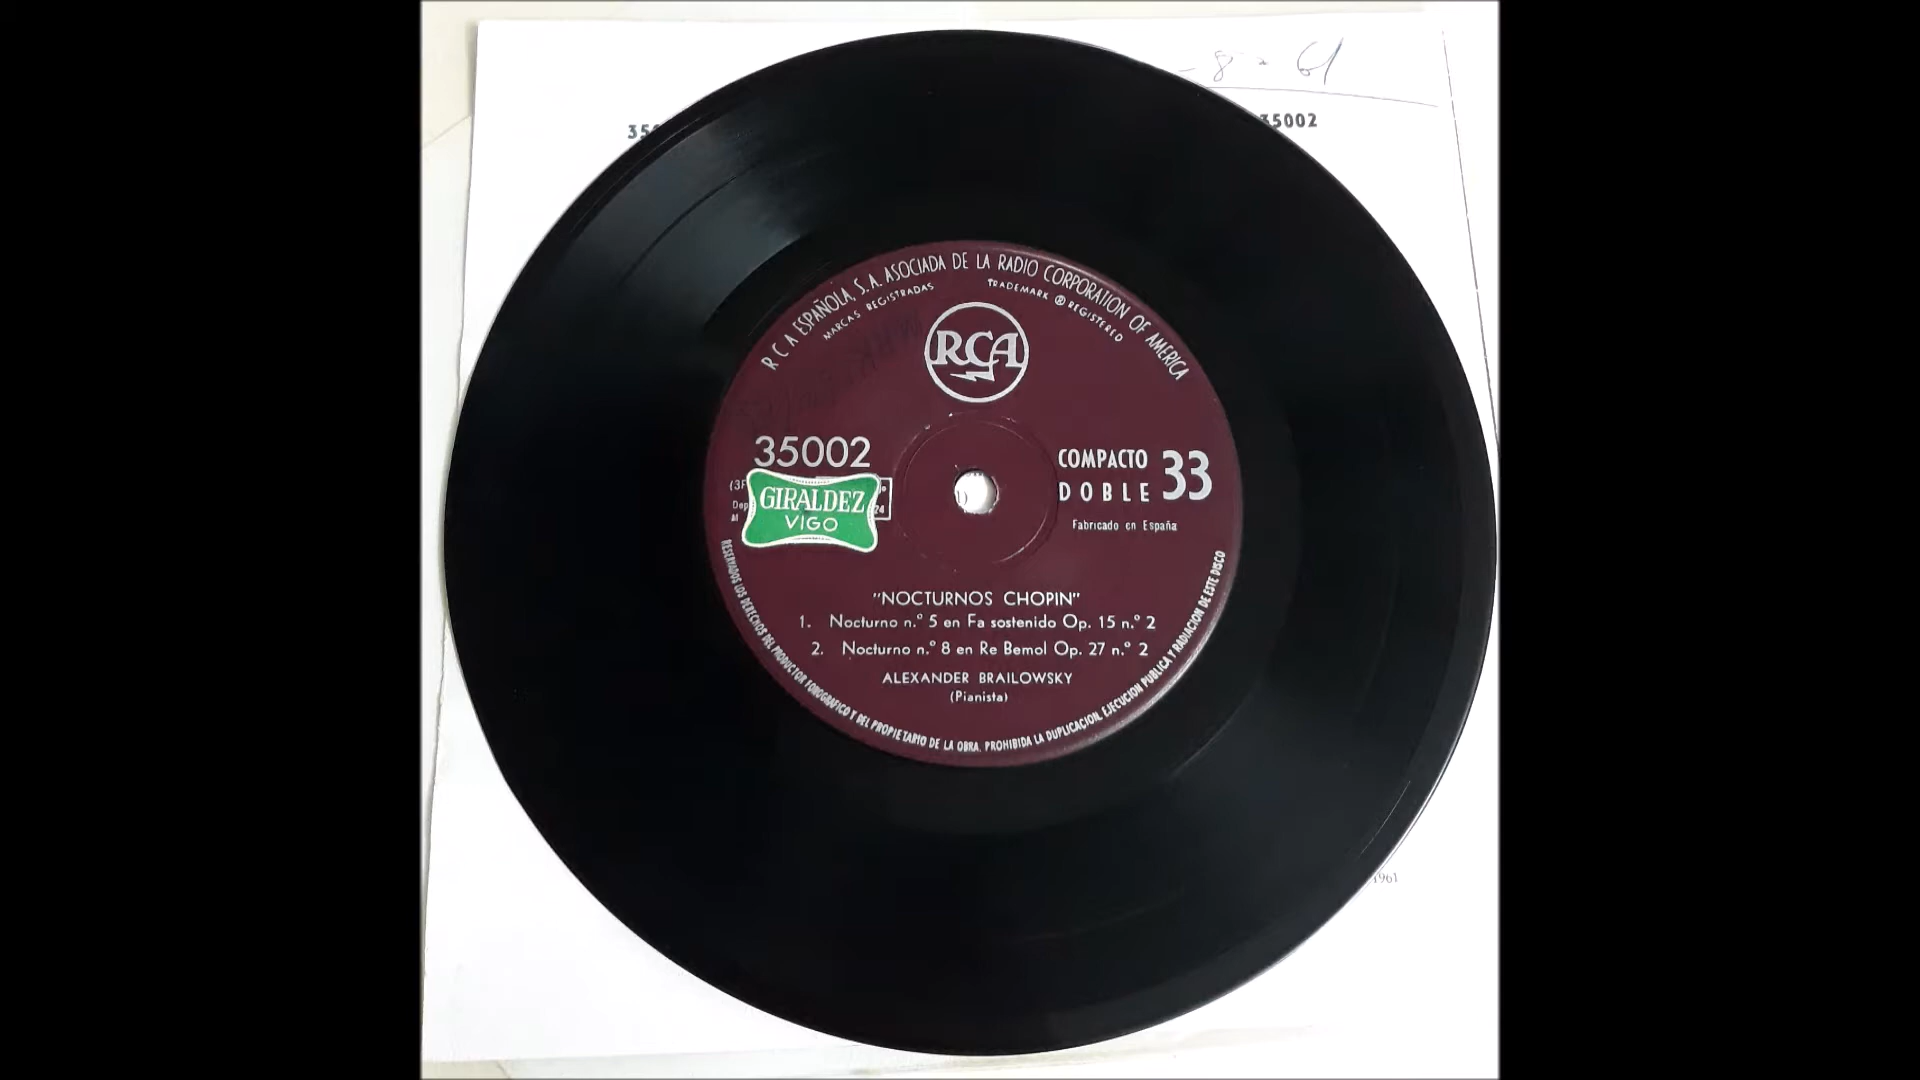 - 8 - 61
35002
R C A ESPAÑOLA, S. A. ASOCIADA DE LA RADIO CORPORATION OF AMERICA
MARCAS REGISTRADAS TRADEMARK ® REGISTERED
RCA
35002
COMPACTO 33
DOBLE
GIRALDEZ
VIGO
Fabricado en España
"NOCTURNOS CHOPIN"
1. Nocturno n.º 5 en Fa sostenido Op. 15 n.º 2
2. Nocturno n.º 8 en Re Bemol Op. 27 n.º 2
ALEXANDER BRAILOWSKY
(Pianista)
RESERVADOS LOS DERECHOS DEL PRODUCTOR FONOGRAFICO Y DEL PROPIETARIO DE LA OBRA. PROHIBIDA LA DUPLICACION, EJECUCION PUBLICA Y RADIACION DE ESTE DISCO
1961